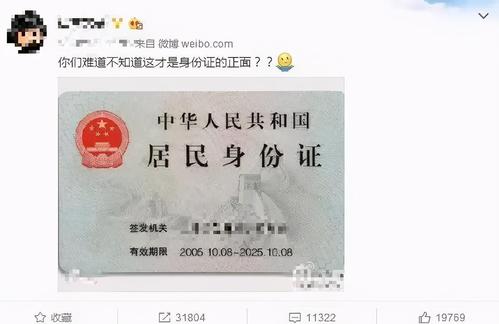 来自 微博 weibo.com
你们难道不知道这才是身份证的正面？？
中华人民共和国
居民身份证
签发机关
有效期限 2005.10.08-2025.10.08
收藏 31804 11322 19769